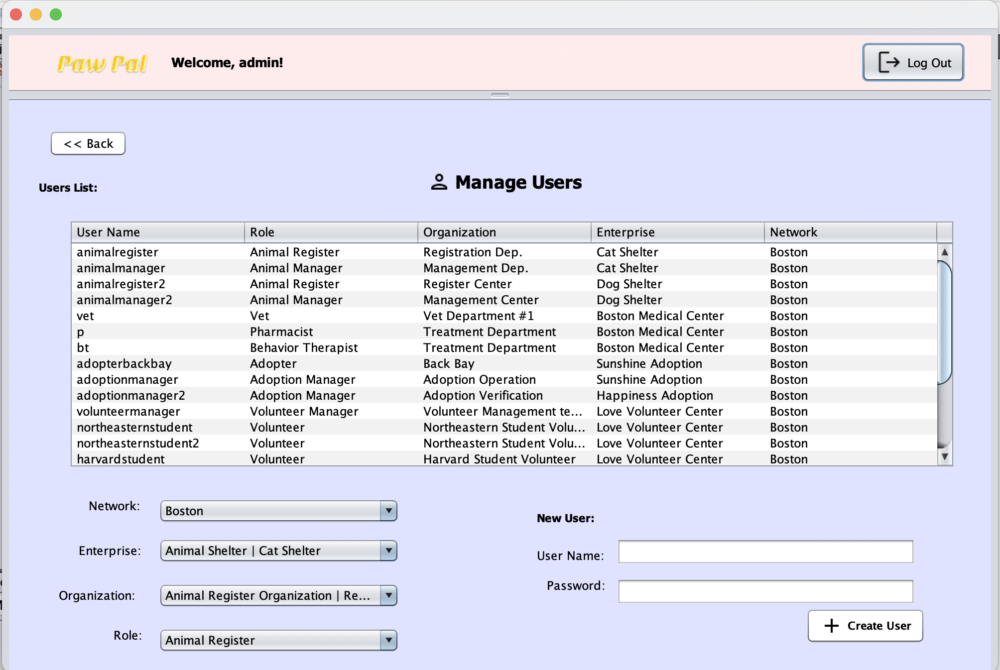 Paw Pal
Welcome, admin!
Log Out
<< Back
Users List:
Manage Users
User Name Role Organization Enterprise Network
animalregister Animal Register Registration Dep. Cat Shelter Boston
animalmanager Animal Manager Management Dep. Cat Shelter Boston
animalregister2 Animal Register Register Center Dog Shelter Boston
animalmanager2 Animal Manager Management Center Dog Shelter Boston
vet Vet Vet Department #1 Boston Medical Center Boston
p Pharmacist Treatment Department Boston Medical Center Boston
bt Behavior Therapist Treatment Department Boston Medical Center Boston
adopterbackbay Adopter Back Bay Sunshine Adoption Boston
adoptionmanager Adoption Manager Adoption Operation Sunshine Adoption Boston
adoptionmanager2 Adoption Manager Adoption Verification Happiness Adoption Boston
volunteermanager Volunteer Manager Volunteer Management te... Love Volunteer Center Boston
northeasternstudent Volunteer Northeastern Student Volu... Love Volunteer Center Boston
northeasternstudent2 Volunteer Northeastern Student Volu... Love Volunteer Center Boston
harvardstudent Volunteer Harvard Student Volunteer Love Volunteer Center Boston
Network: Boston
Enterprise: Animal Shelter | Cat Shelter
Organization: Animal Register Organization | Re...
Role: Animal Register
New User:
User Name:
Password:
+ Create User